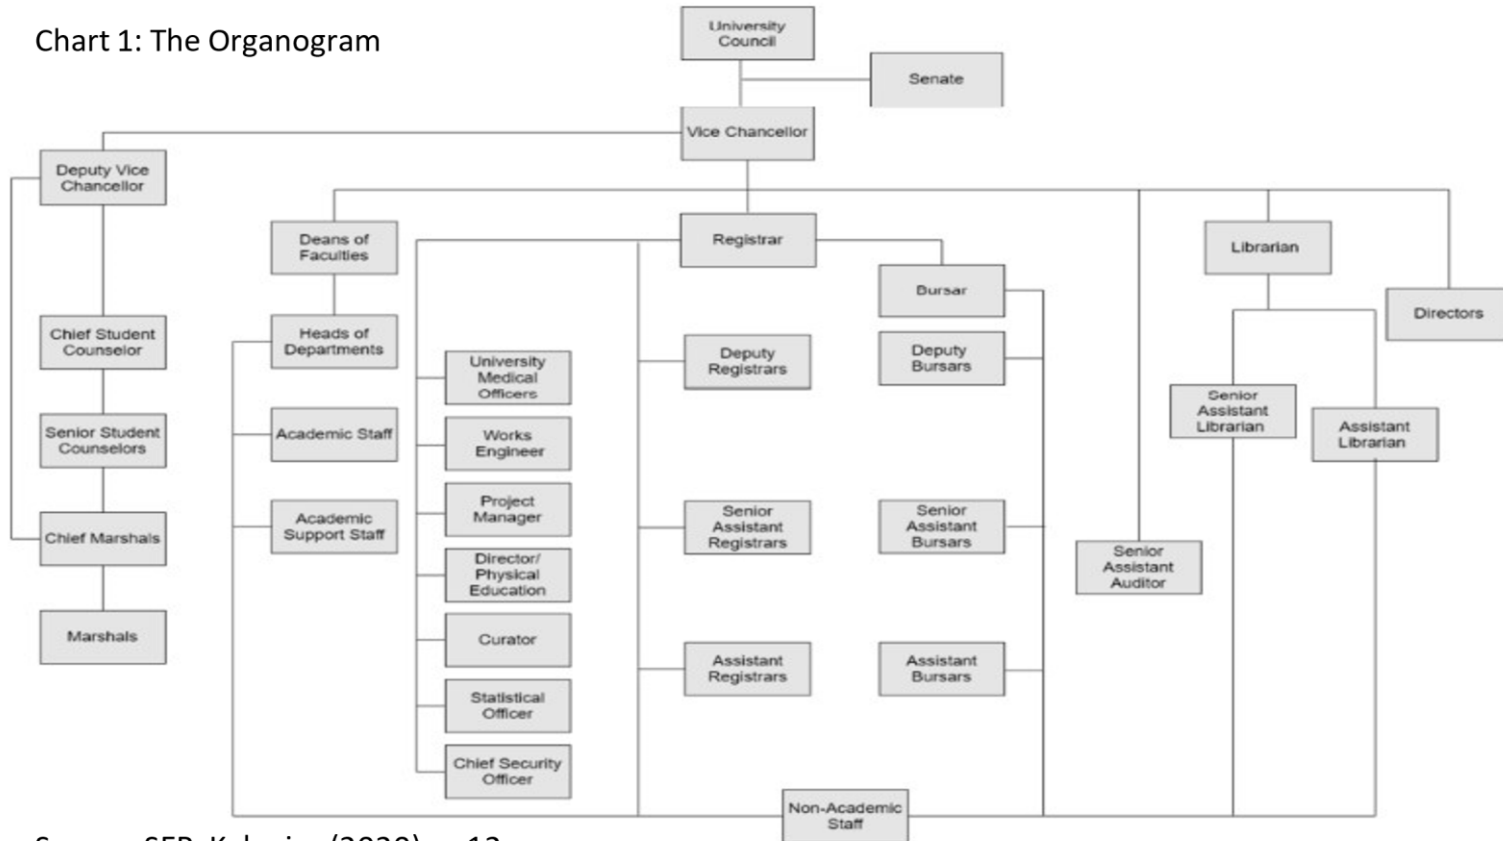 Chart 1: The Organogram
University
Council
Senate
Vice Chancellor
Deputy Vice
Chancellor
Chief Student
Counselor
Senior Student
Counselors
Chief Marshals
Marshals
Deans of
Faculties
Heads of
Departments
Academic Staff
Academic
Support Staff
Registrar
University
Medical
Officers
Works
Engineer
Project
Manager
Director/
Physical
Education
Curator
Statistical
Officer
Chief Security
Officer
Deputy
Registrars
Senior
Assistant
Registrars
Assistant
Registrars
Bursar
Deputy
Bursars
Senior
Assistant
Bursars
Assistant
Bursars
Senior
Assistant
Auditor
Librarian
Senior
Assistant
Librarian
Assistant
Librarian
Directors
Non-Academic
Staff